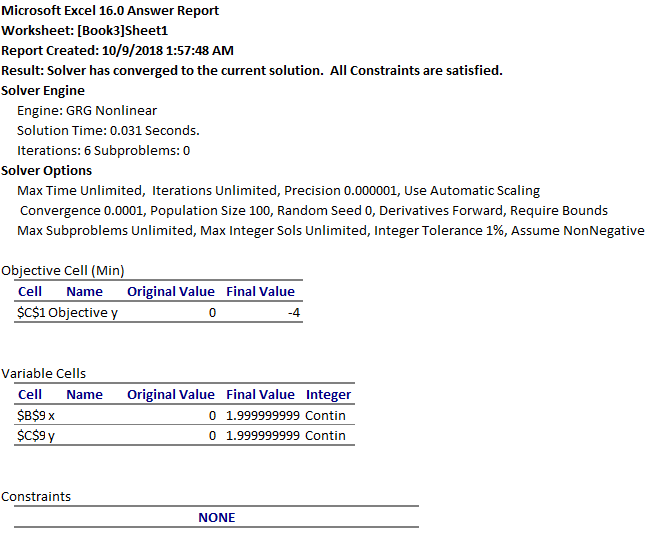 Microsoft Excel 16.0 Answer Report
Worksheet: [Book3]Sheet1
Report Created: 10/9/2018 1:57:48 AM
Result: Solver has converged to the current solution.  All Constraints are satisfied.
Solver Engine
Engine: GRG Nonlinear
Solution Time: 0.031 Seconds.
Iterations: 6 Subproblems: 0
Solver Options
Max Time Unlimited,  Iterations Unlimited, Precision 0.000001, Use Automatic Scaling
Convergence 0.0001, Population Size 100, Random Seed 0, Derivatives Forward, Require Bounds
Max Subproblems Unlimited, Max Integer Sols Unlimited, Integer Tolerance 1%, Assume NonNegative
Objective Cell (Min)
Cell Name Original Value Final Value
$C$1 Objective y 0 -4
Variable Cells
Cell Name Original Value Final Value Integer
$B$9 x 0 1.999999999 Contin
$C$9 y 0 1.999999999 Contin
Constraints
NONE